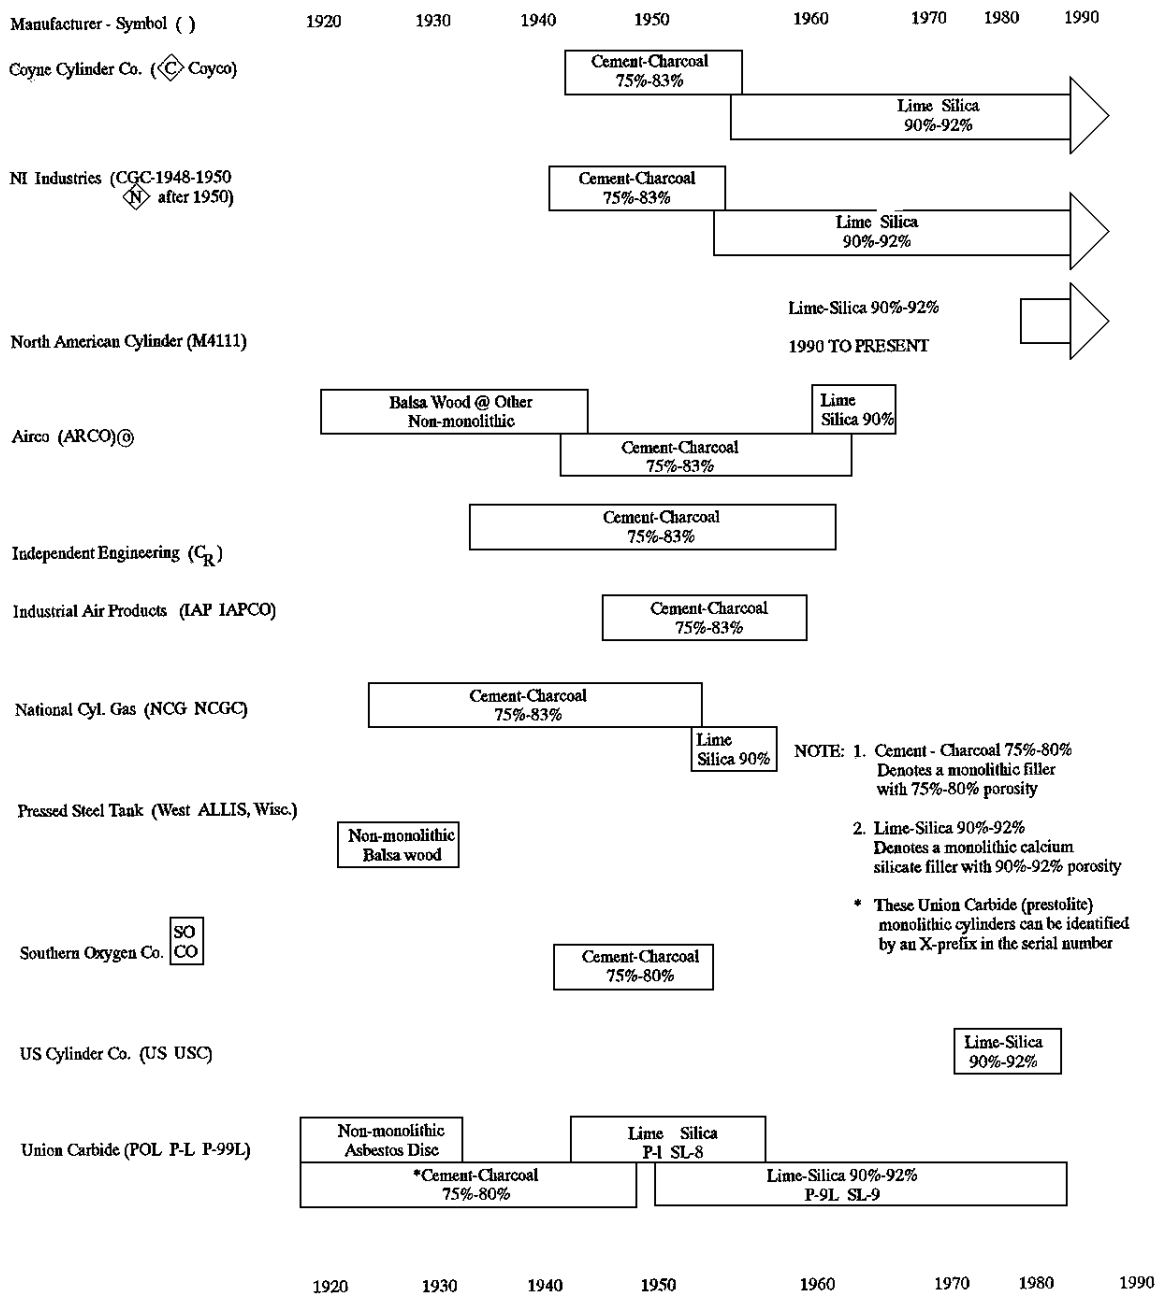 Manufacturer - Symbol ( ) 1920 1930 1940 1950 1960 1970 1980 1990
Coyne Cylinder Co. (C Coyco)
Cement-Charcoal
75%-83%
Lime Silica
90%-92%
NI Industries (CGC-1948-1950
N after 1950)
Cement-Charcoal
75%-83%
Lime Silica
90%-92%
Lime-Silica 90%-92%
North American Cylinder (M4111)
1990 TO PRESENT
Balsa Wood @ Other
Non-monolithic
Lime
Silica 90%
Airco (ARCO)
Cement-Charcoal
75%-83%
Cement-Charcoal
75%-83%
Independent Engineering (CR)
Industrial Air Products (IAP IAPCO)
Cement-Charcoal
75%-83%
National Cyl. Gas (NCG NCGC)
Cement-Charcoal
75%-83%
Lime
Silica 90%
NOTE: 1. Cement - Charcoal 75%-80%
Denotes a monolithic filler
with 75%-80% porosity
Pressed Steel Tank (West ALLIS, Wisc.)
Non-monolithic
Balsa wood
2. Lime-Silica 90%-92%
Denotes a monolithic calcium
silicate filler with 90%-92% porosity
* These Union Carbide (prestolite)
monolithic cylinders can be identified
by an X-prefix in the serial number
SO
Southern Oxygen Co. CO
Cement-Charcoal
75%-80%
US Cylinder Co. (US USC)
Lime-Silica
90%-92%
Union Carbide (POL P-L P-99L)
Non-monolithic
Asbestos Disc
Lime Silica
P-l SL-8
*Cement-Charcoal
75%-80%
Lime-Silica 90%-92%
P-9L SL-9
1920 1930 1940 1950 1960 1970 1980 1990